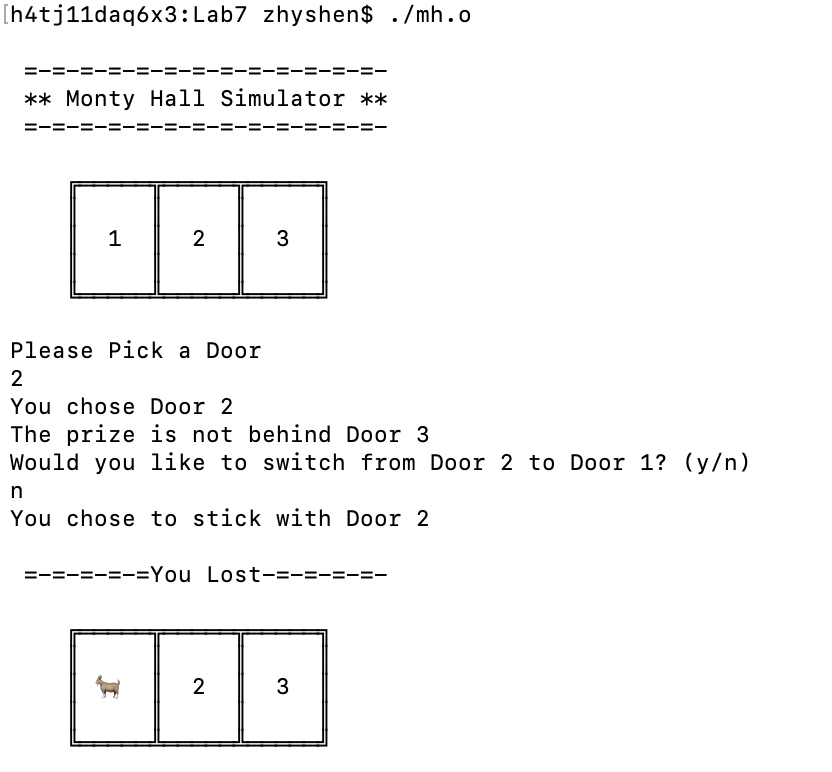 [h4tj11daq6x3:Lab7 zhyshen$ ./mh.o
=-=-=-=-=-=-=-=-=-=-=-=-=-
** Monty Hall Simulator **
=-=-=-=-=-=-=-=-=-=-=-=-=-
1 2 3
Please Pick a Door
2
You chose Door 2
The prize is not behind Door 3
Would you like to switch from Door 2 to Door 1? (y/n)
n
You chose to stick with Door 2
=-=-=-=-=You Lost-=-=-=-=-
🐐 2 3